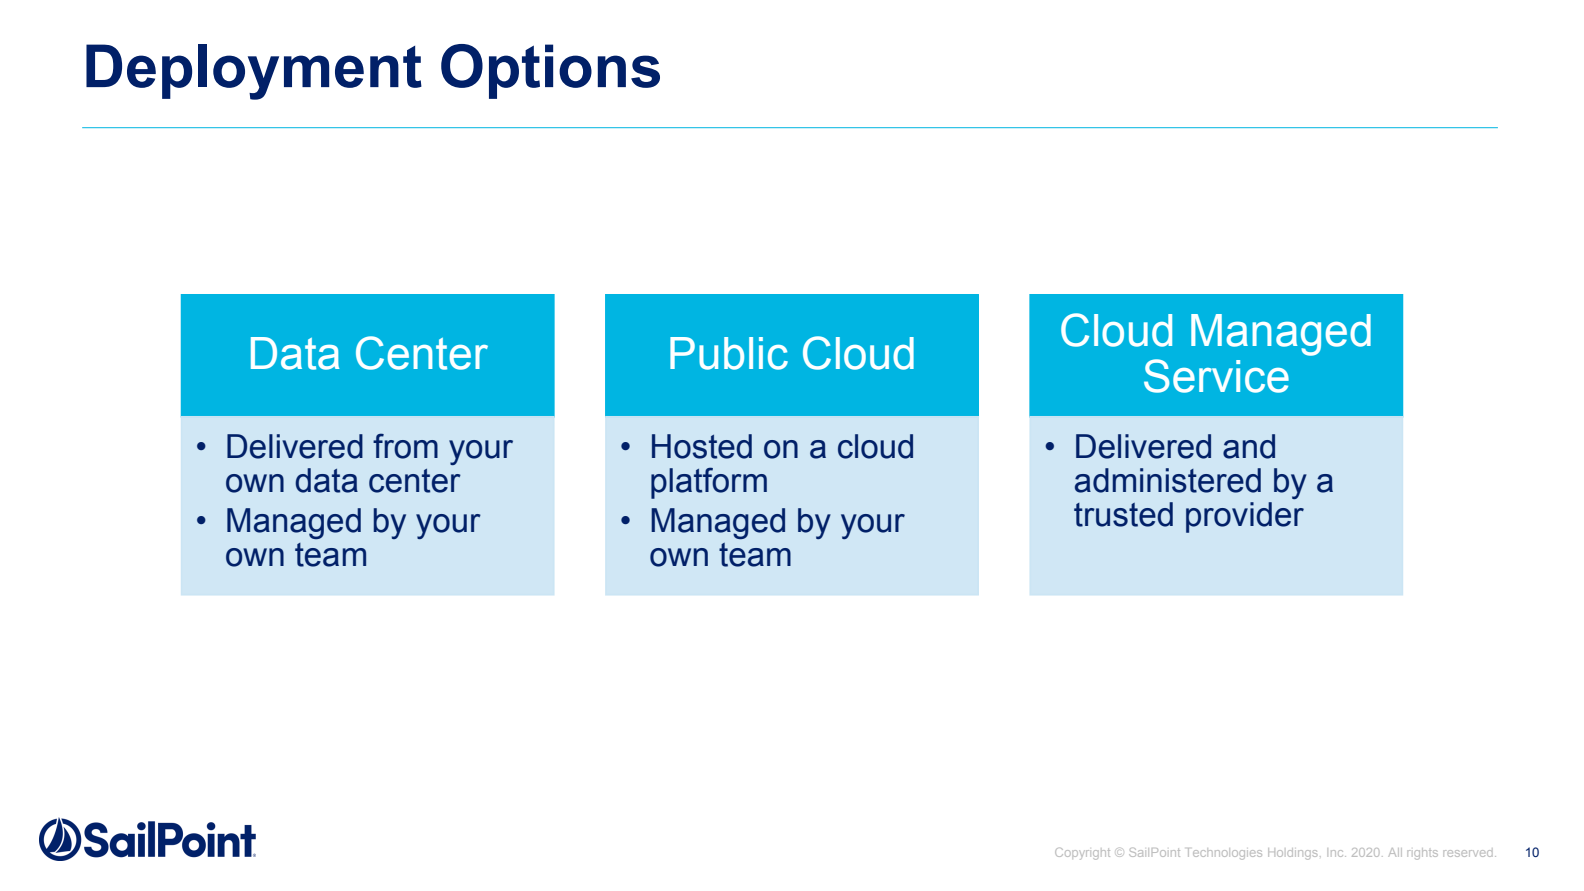 Deployment Options
Data Center
• Delivered from your
own data center
• Managed by your
own team
Public Cloud
• Hosted on a cloud
platform
• Managed by your
own team
Cloud Managed
Service
• Delivered and
administered by a
trusted provider
SailPoint
Copyright © SailPoint Technologies Holdings, Inc. 2020. All rights reserved.
10